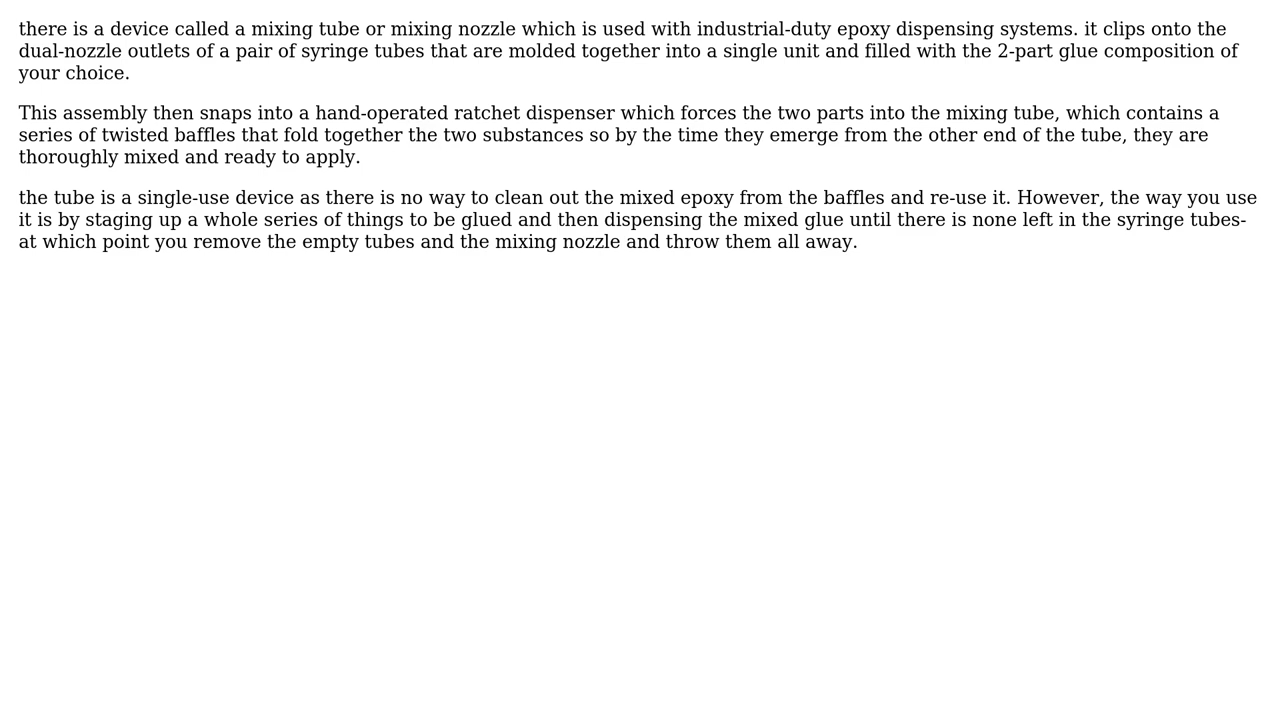 there is a device called a mixing tube or mixing nozzle which is used with industrial-duty epoxy dispensing systems. it clips onto the
dual-nozzle outlets of a pair of syringe tubes that are molded together into a single unit and filled with the 2-part glue composition of
your choice.
This assembly then snaps into a hand-operated ratchet dispenser which forces the two parts into the mixing tube, which contains a
series of twisted baffles that fold together the two substances so by the time they emerge from the other end of the tube, they are
thoroughly mixed and ready to apply.
the tube is a single-use device as there is no way to clean out the mixed epoxy from the baffles and re-use it. However, the way you use
it is by staging up a whole series of things to be glued and then dispensing the mixed glue until there is none left in the syringe tubes-
at which point you remove the empty tubes and the mixing nozzle and throw them all away.